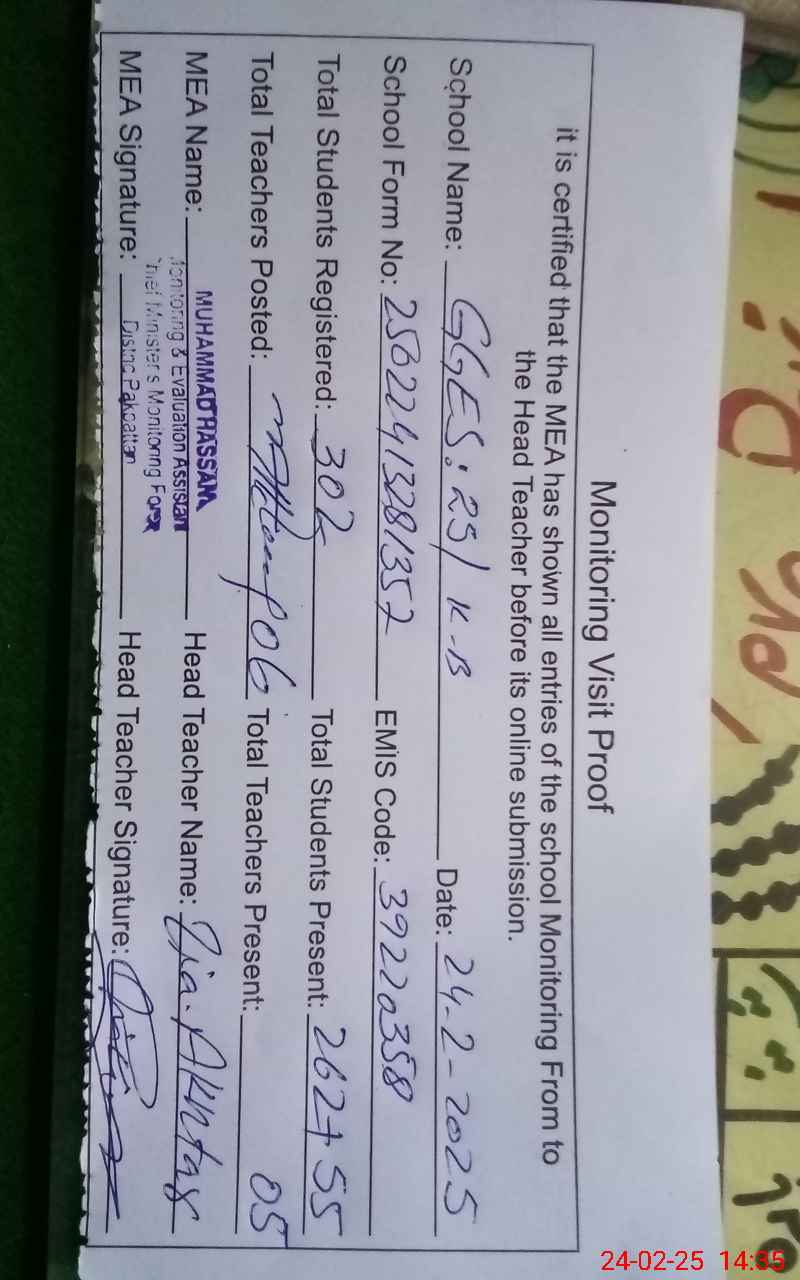 Monitoring Visit Proof
it is certified that the MEA has shown all entries of the school Monitoring From to
the Head Teacher before its online submission.
School Name: GGES: 25/ K-B Date: 24-2-2025
School Form No: EMIS Code: 39220358
Total Students Registered: 302 Total Students Present: 262+55
Total Teachers Posted: 06 Total Teachers Present: 05
MEA Name: MUHAMMAD HASSAN Head Teacher Name: Akhtar
Monitoring & Evaluation Assistant
Chief Minister's Monitoring Force
MEA Signature: Distric Pakpattan Head Teacher Signature:
24-02-25 14:35